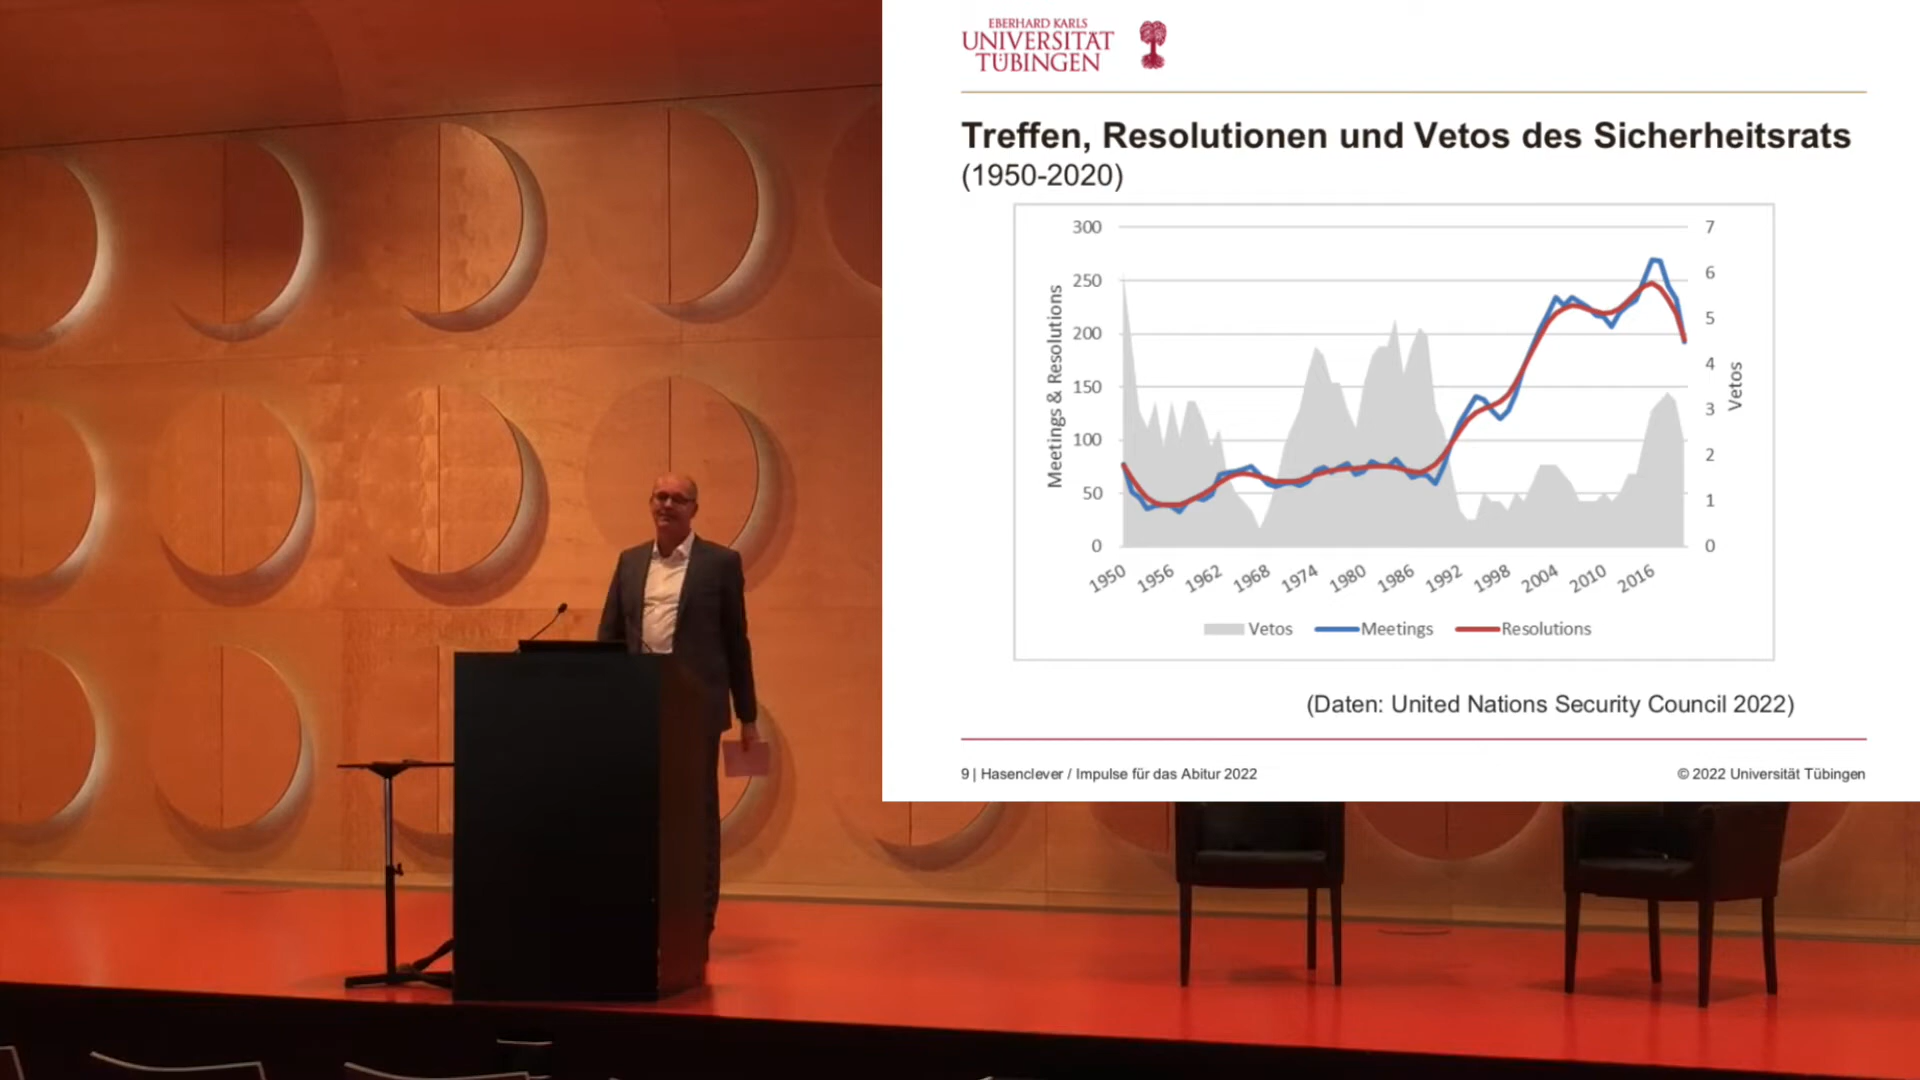 EBERHARD KARLS
UNIVERSITÄT
TÜBINGEN
Treffen, Resolutionen und Vetos des Sicherheitsrats
(1950-2020)
300
250
200
150
100
50
0
Meetings & Resolutions
7
6
5
4
3
2
1
0
Vetos
1950 1956 1962 1968 1974 1980 1986 1992 1998 2004 2010 2016
Vetos Meetings Resolutions
(Daten: United Nations Security Council 2022)
9 | Hasenclever / Impulse für das Abitur 2022
© 2022 Universität Tübingen